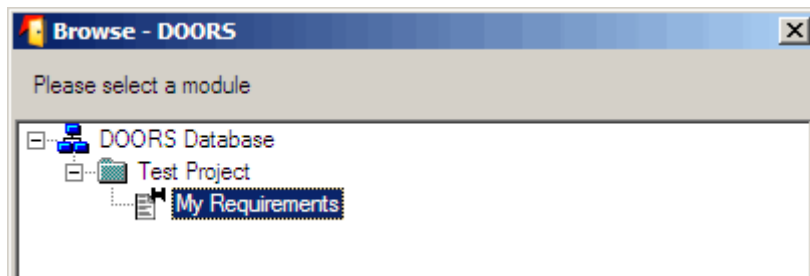 Browse - DOORS
Please select a module
DOORS Database
Test Project
My Requirements